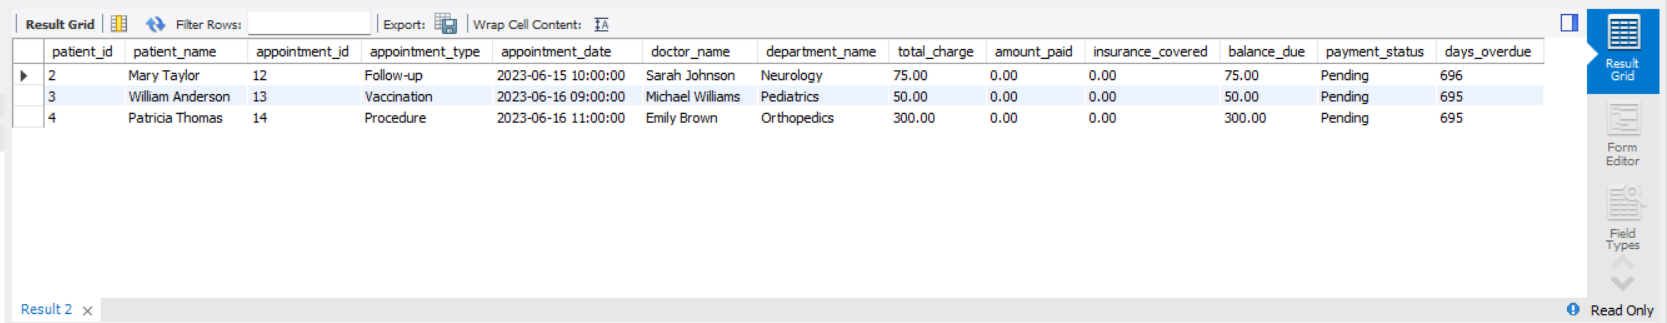 Result Grid Filter Rows: Export: Wrap Cell Content:
patient_id patient_name appointment_id appointment_type appointment_date doctor_name department_name total_charge amount_paid insurance_covered balance_due payment_status days_overdue
2 Mary Taylor 12 Follow-up 2023-06-15 10:00:00 Sarah Johnson Neurology 75.00 0.00 0.00 75.00 Pending 696
3 William Anderson 13 Vaccination 2023-06-16 09:00:00 Michael Williams Pediatrics 50.00 0.00 0.00 50.00 Pending 695
4 Patricia Thomas 14 Procedure 2023-06-16 11:00:00 Emily Brown Orthopedics 300.00 0.00 0.00 300.00 Pending 695
Result
Grid
Form
Editor
Field
Types
Result 2
Read Only